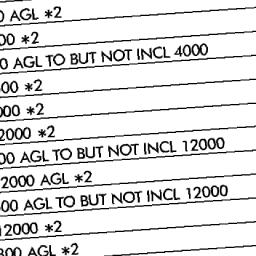 AGL *2
00 *2
0 AGL TO BUT NOT INCL 4000
00 *2
000 *2
2000 *2
00 AGL TO BUT NOT INCL 12000
2000 AGL *2
00 AGL TO BUT NOT INCL 12000
12000 *2
300 AGL *2